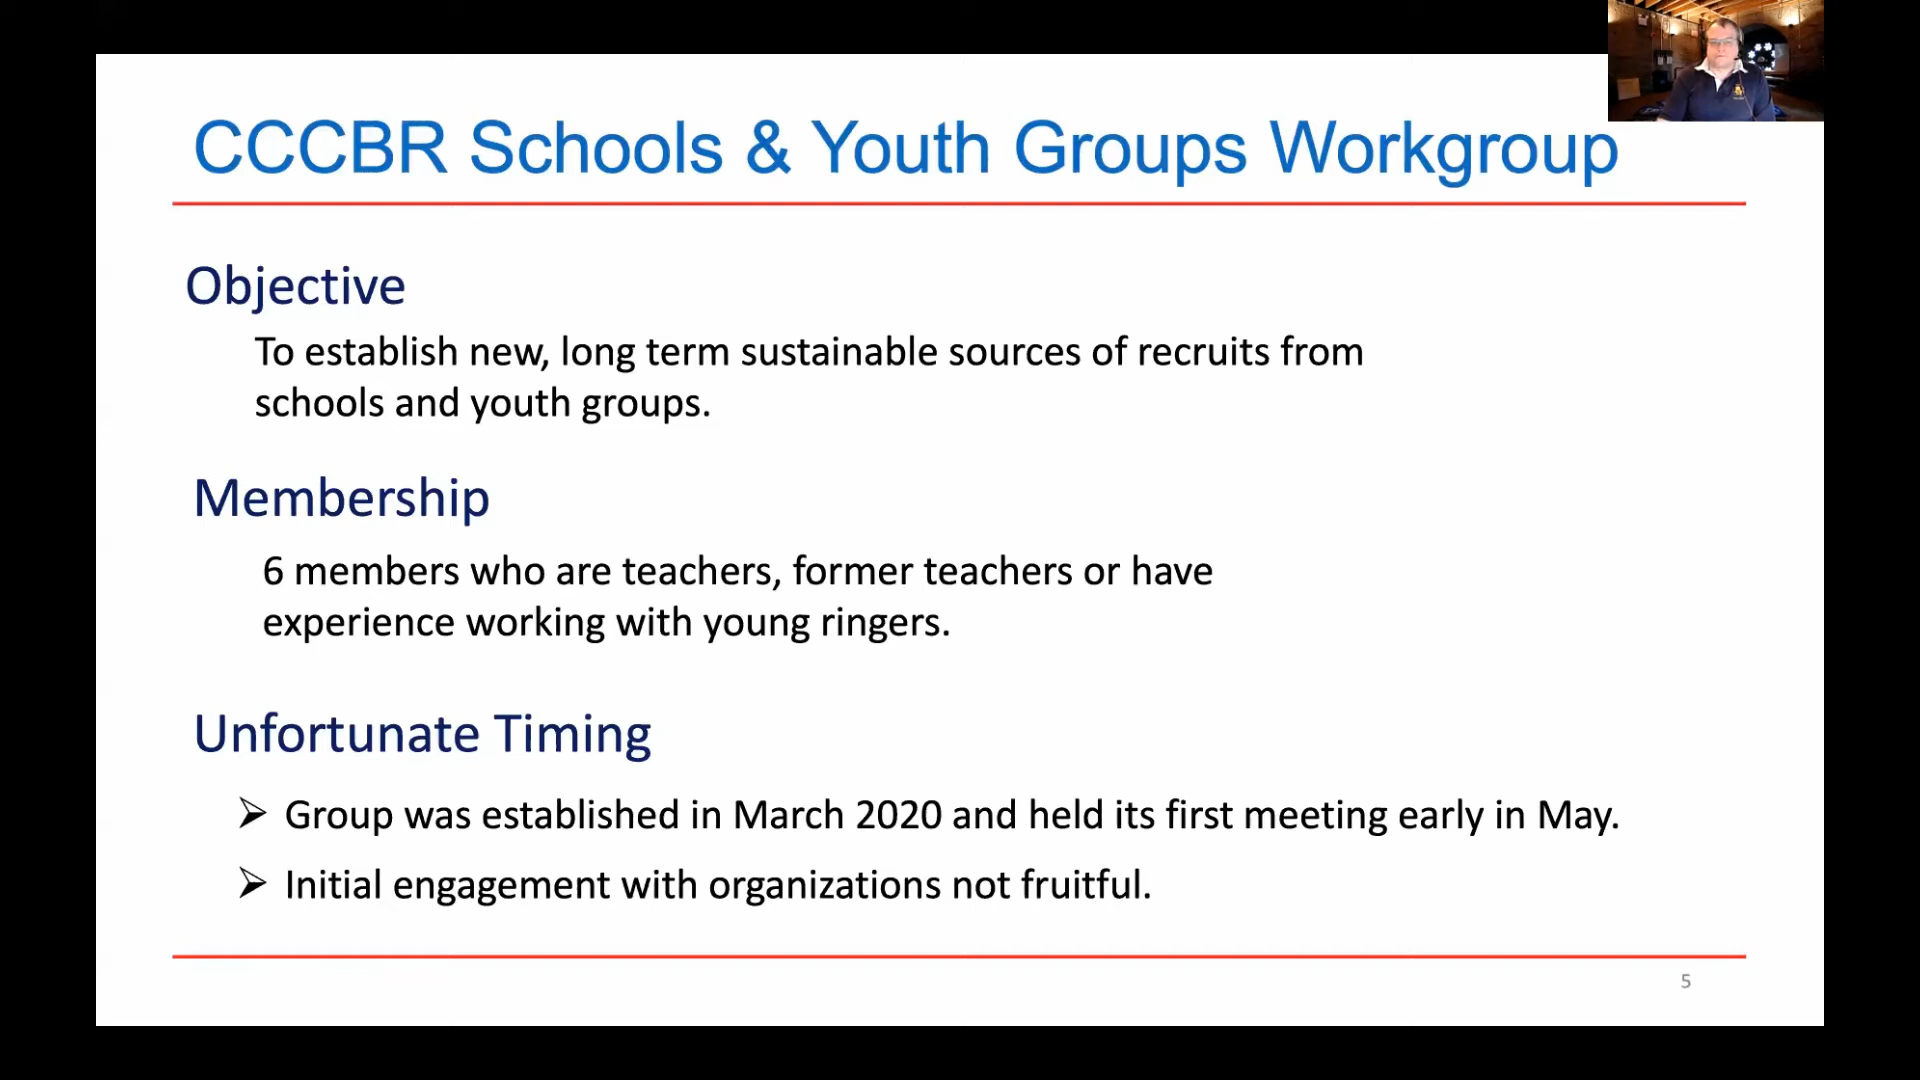 CCCBR Schools & Youth Groups Workgroup
Objective
To establish new, long term sustainable sources of recruits from
schools and youth groups.
Membership
6 members who are teachers, former teachers or have
experience working with young ringers.
Unfortunate Timing
➢ Group was established in March 2020 and held its first meeting early in May.
➢ Initial engagement with organizations not fruitful.
5